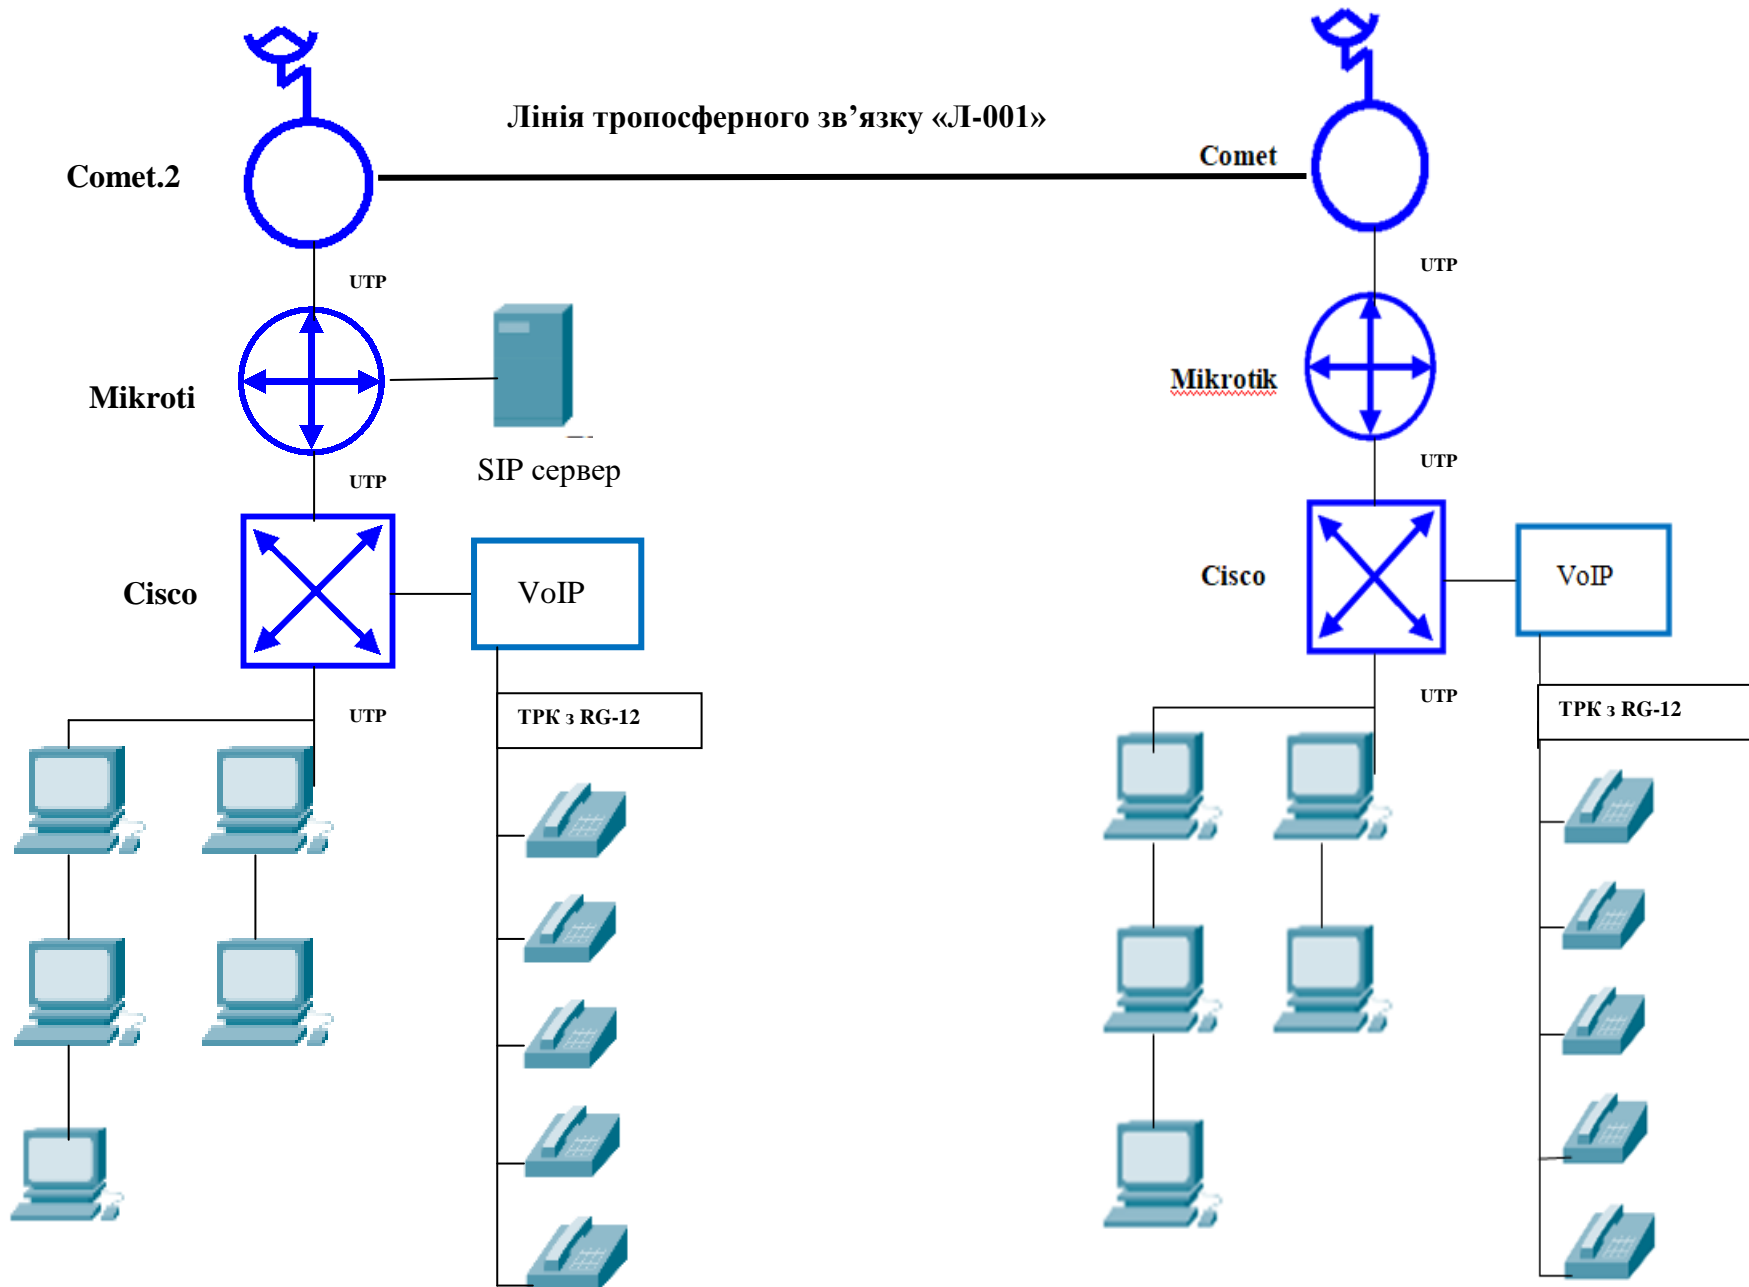 Лінія тропосферного зв’язку «Л-001»
Comet.2
Comet
UTP
UTP
Mikroti
Mikrotik
SIP сервер
UTP
UTP
Cisco
VoIP
Cisco
VoIP
UTP
ТРК з RG-12
UTP
ТРК з RG-12